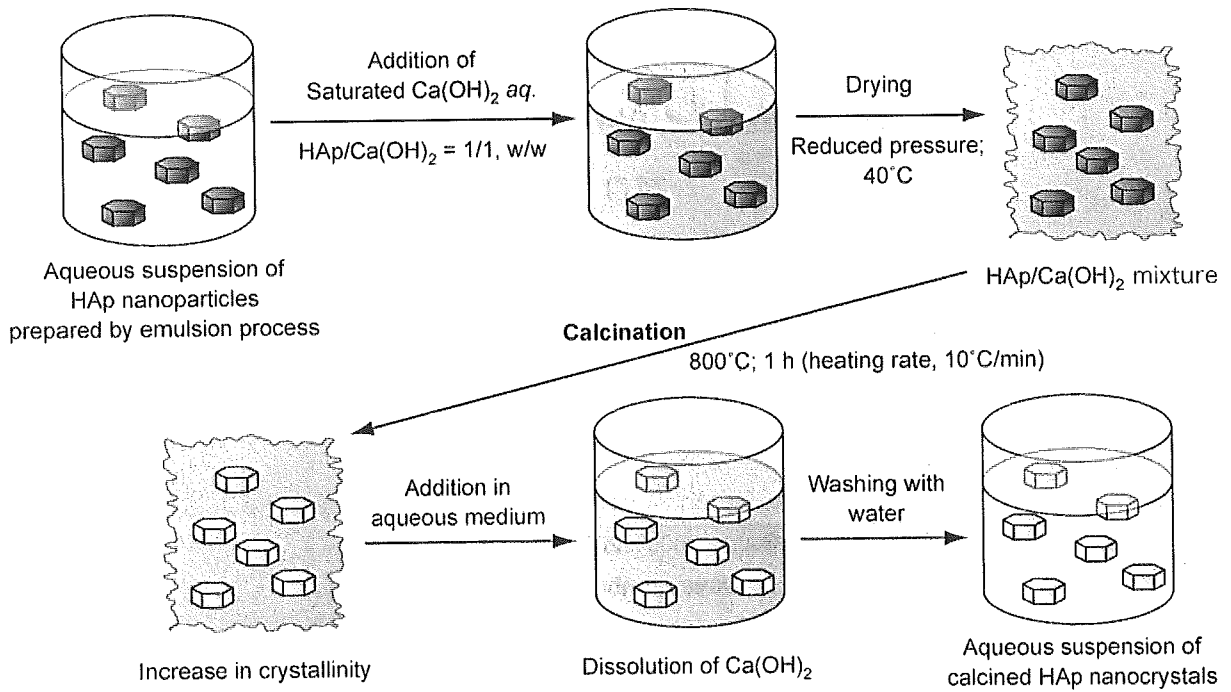 Addition of
Saturated Ca(OH)₂ aq.
HAp/Ca(OH)₂ = 1/1, w/w
Drying
Reduced pressure;
40°C
Aqueous suspension of
HAp nanoparticles
prepared by emulsion process
HAp/Ca(OH)₂ mixture
Calcination
800°C; 1 h (heating rate, 10°C/min)
Addition in
aqueous medium
Washing with
water
Increase in crystallinity
Dissolution of Ca(OH)₂
Aqueous suspension of
calcined HAp nanocrystals